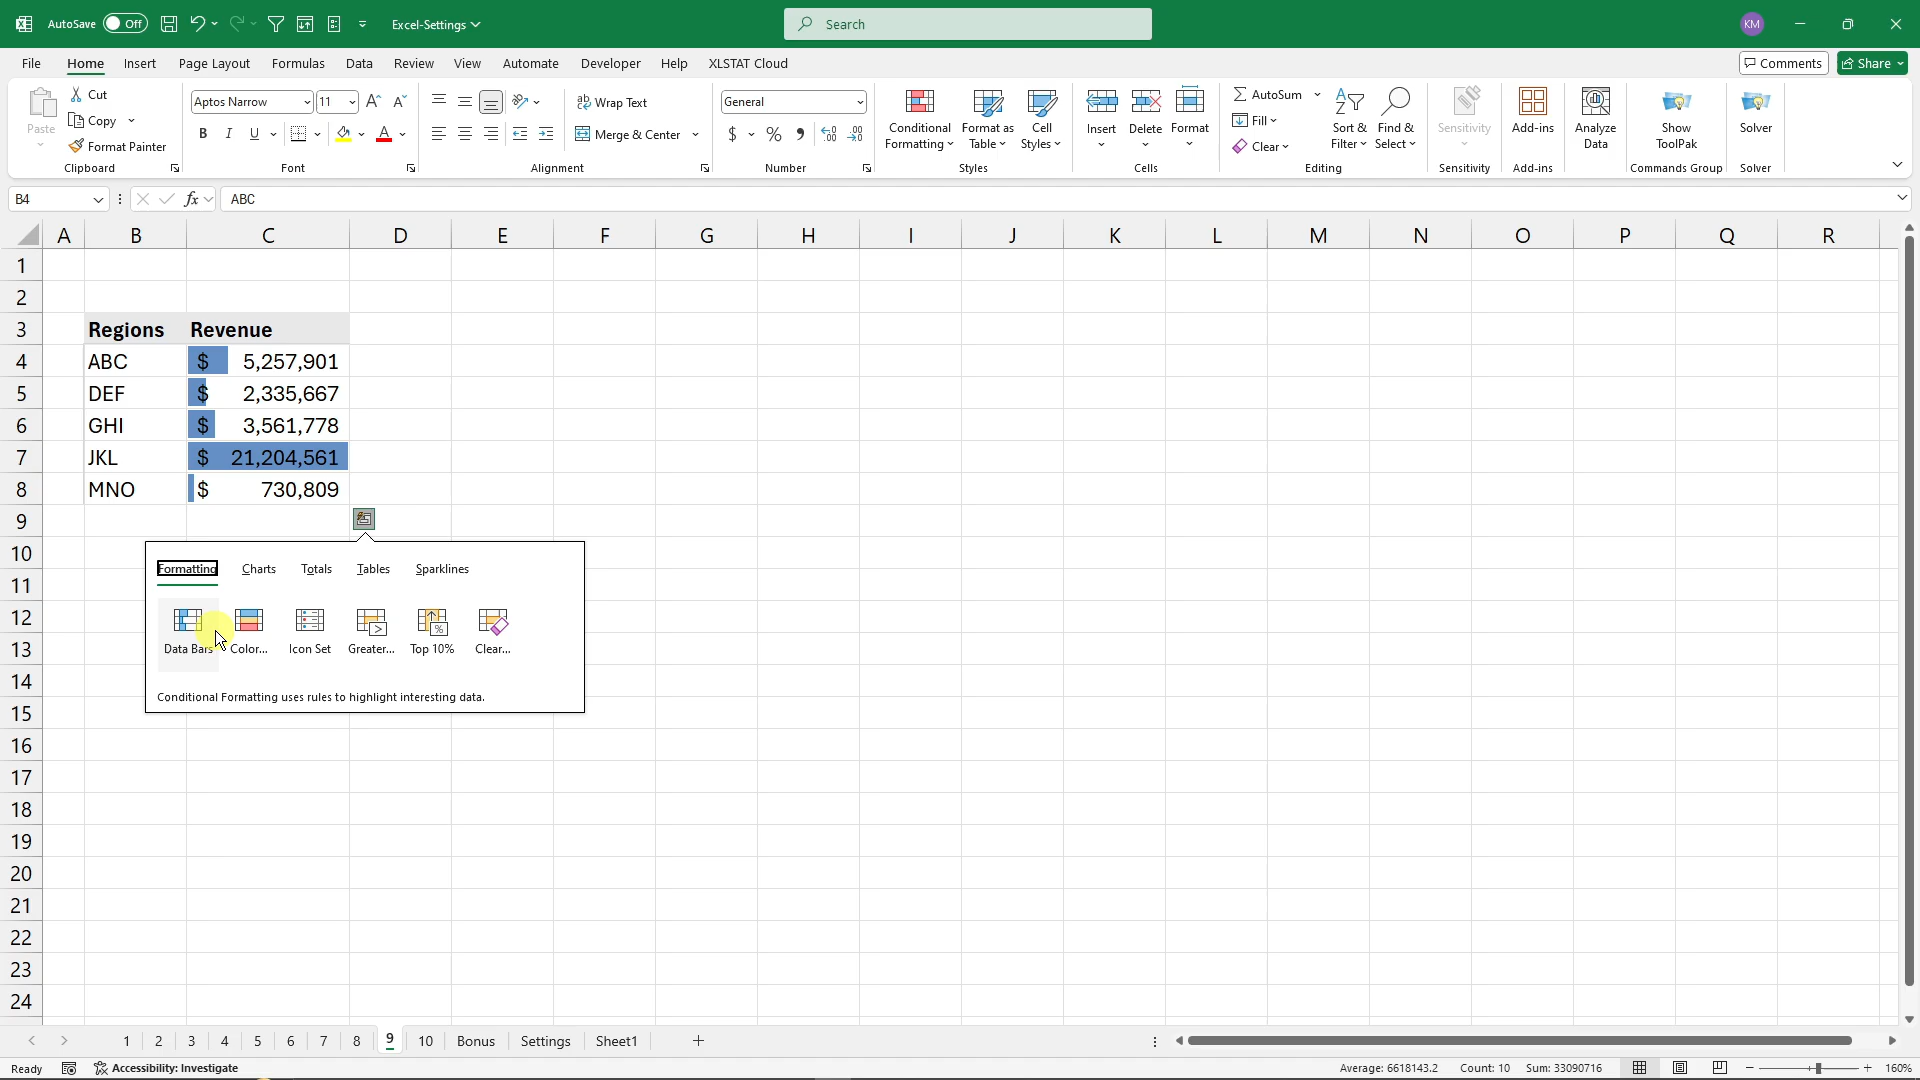 AutoSave Off Excel-Settings Search KM
File Home Insert Page Layout Formulas Data Review View Automate Developer Help XLSTAT Cloud Comments Share
Paste
Cut
Copy
Format Painter
Clipboard
Aptos Narrow 11
B I U
Font
Wrap Text
Merge & Center
Alignment
General
$ % ,
Number
Conditional
Formatting
Format as
Table
Cell
Styles
Styles
Insert
Delete
Format
Cells
AutoSum
Fill
Clear
Sort &
Filter
Find &
Select
Editing
Sensitivity
Sensitivity
Add-ins
Add-ins
Analyze
Data
Show
ToolPak
Commands Group
Solver
Solver
B4 fx ABC
A B C D E F G H I J K L M N O P Q R
1
2
3 Regions Revenue
4 ABC $ 5,257,901
5 DEF $ 2,335,667
6 GHI $ 3,561,778
7 JKL $ 21,204,561
8 MNO $ 730,809
9
10
11
12
13
14
15
16
17
18
19
20
21
22
23
24
Formatting Charts Totals Tables Sparklines
Data Bars Color... Icon Set Greater... Top 10% Clear...
Conditional Formatting uses rules to highlight interesting data.
1 2 3 4 5 6 7 8 9 10 Bonus Settings Sheet1
Ready Accessibility: Investigate Average: 6618143.2 Count: 10 Sum: 33090716 160%